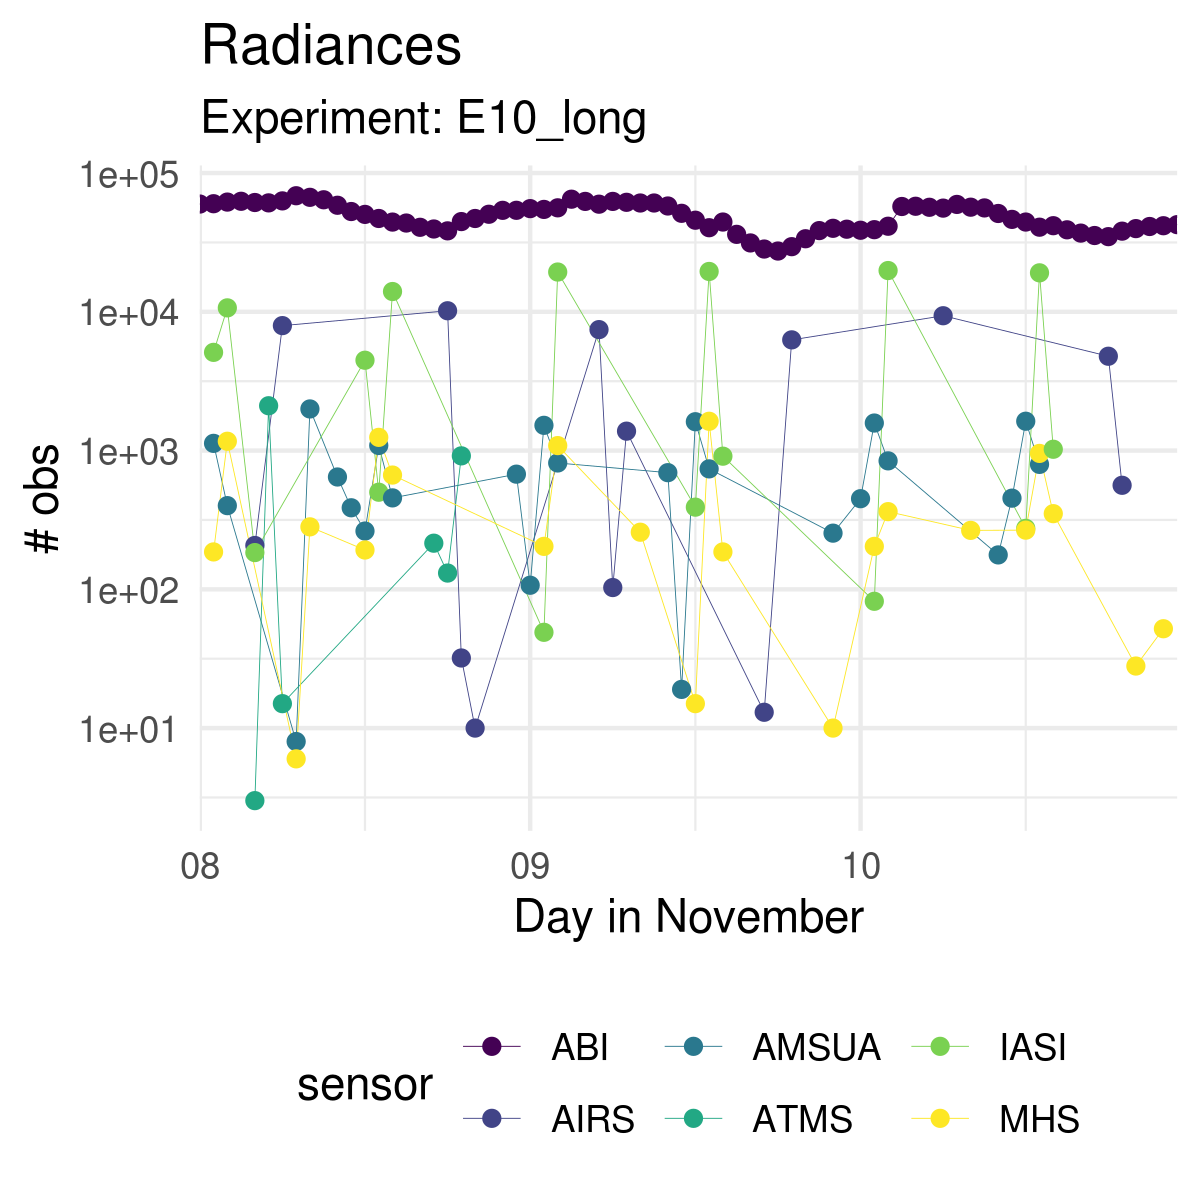 Radiances
Experiment: E10_long
1e+05
1e+04
1e+03
1e+02
1e+01
# obs
08 09 10
Day in November
sensor
ABI AMSUA IASI
AIRS ATMS MHS